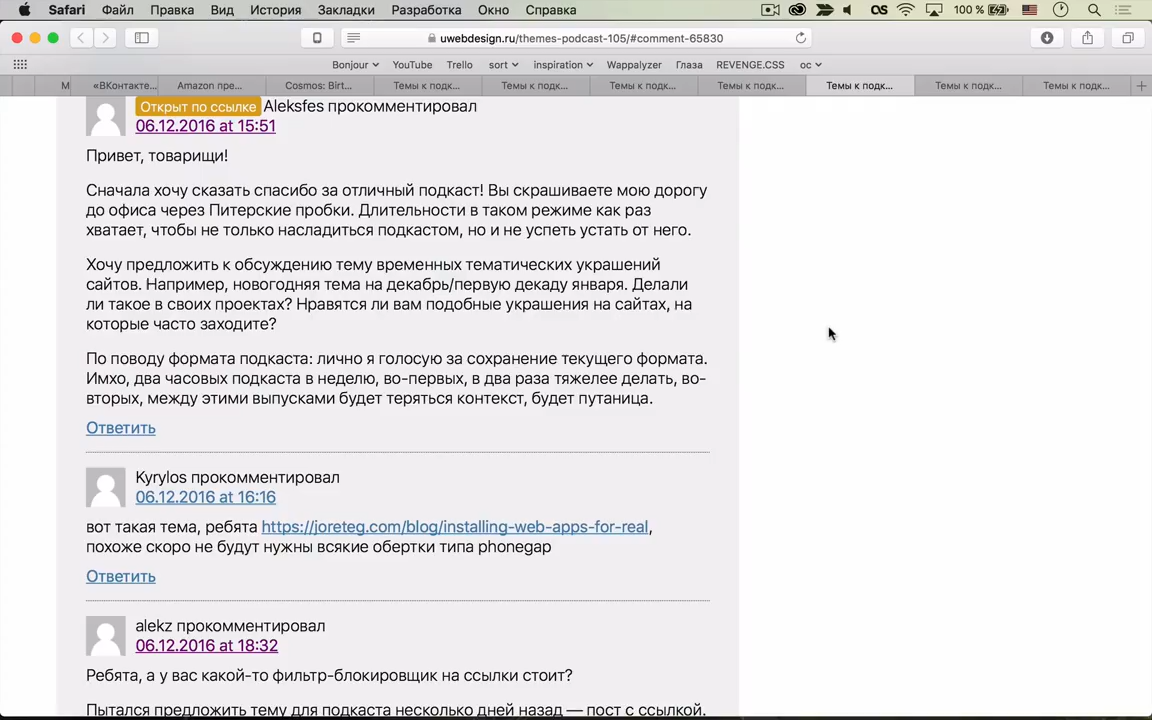 Safari Файл Правка Вид История Закладки Разработка Окно Справка 100 %
uwebdesign.ru/themes-podcast-105/#comment-65830
Bonjour YouTube Trello sort inspiration Wappalyzer Глаза REVENGE.CSS ос
М «ВКонтакте... Amazon пре... Cosmos: Birt... Темы к подк... Темы к подк... Темы к подк... Темы к подк... Темы к подк... Темы к подк... Темы к подк...
Открыт по ссылке Aleksfes прокомментировал
06.12.2016 at 15:51
Привет, товарищи!
Сначала хочу сказать спасибо за отличный подкаст! Вы скрашиваете мою дорогу
до офиса через Питерские пробки. Длительности в таком режиме как раз
хватает, чтобы не только насладиться подкастом, но и не успеть устать от него.
Хочу предложить к обсуждению тему временных тематических украшений
сайтов. Например, новогодняя тема на декабрь/первую декаду января. Делали
ли такое в своих проектах? Нравятся ли вам подобные украшения на сайтах, на
которые часто заходите?
По поводу формата подкаста: лично я голосую за сохранение текущего формата.
Имхо, два часовых подкаста в неделю, во-первых, в два раза тяжелее делать, во-
вторых, между этими выпусками будет теряться контекст, будет путаница.
Ответить
Kyrylos прокомментировал
06.12.2016 at 16:16
вот такая тема, ребята https://joreteg.com/blog/installing-web-apps-for-real,
похоже скоро не будут нужны всякие обертки типа phonegap
Ответить
alekz прокомментировал
06.12.2016 at 18:32
Ребята, а у вас какой-то фильтр-блокировщик на ссылки стоит?
Пытался предложить тему для подкаста несколько дней назад — пост с ссылкой.